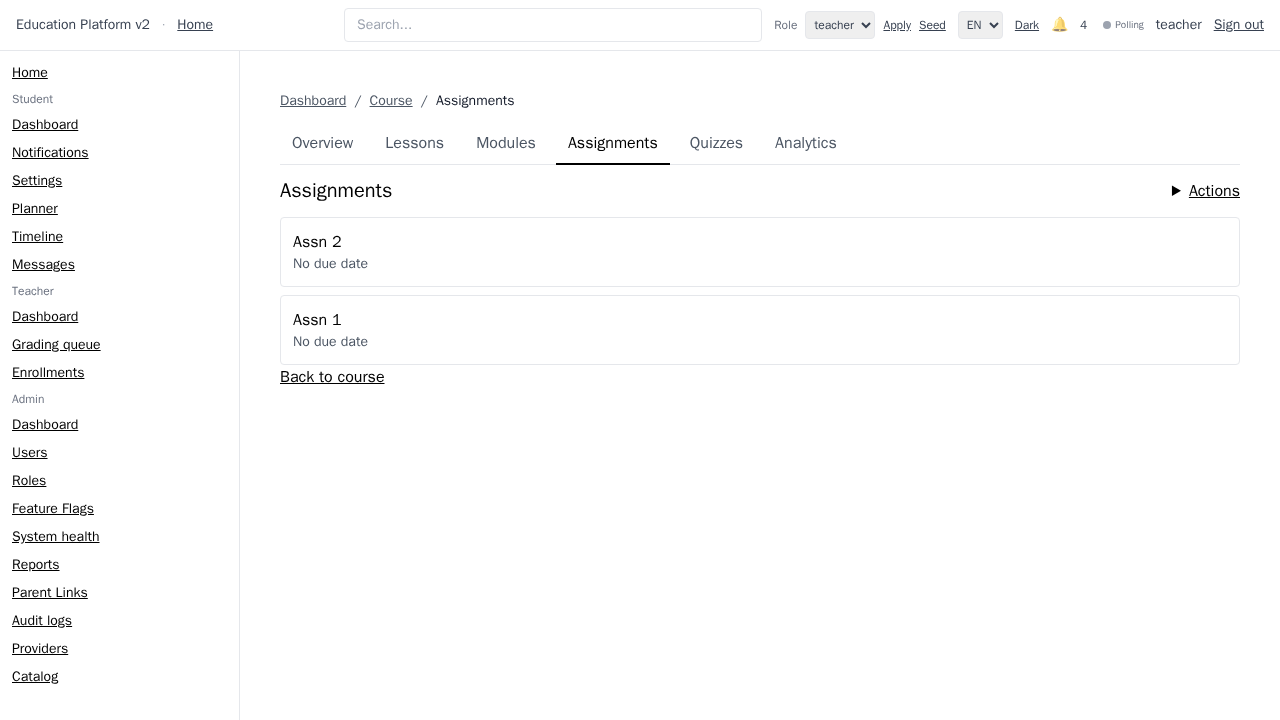 Education Platform v2 · Home
Search...
Role teacher Apply Seed EN Dark 🔔 4 Polling teacher Sign out
Home
Student
Dashboard
Notifications
Settings
Planner
Timeline
Messages
Teacher
Dashboard
Grading queue
Enrollments
Admin
Dashboard
Users
Roles
Feature Flags
System health
Reports
Parent Links
Audit logs
Providers
Catalog
Dashboard / Course / Assignments
Overview Lessons Modules Assignments Quizzes Analytics
Assignments
Actions
Assn 2
No due date
Assn 1
No due date
Back to course